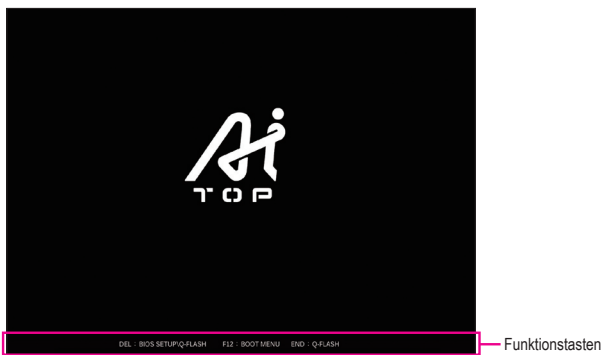 Ai
TOP
DEL : BIOS SETUP\Q-FLASH F12 : BOOT MENU END : Q-FLASH
Funktionstasten